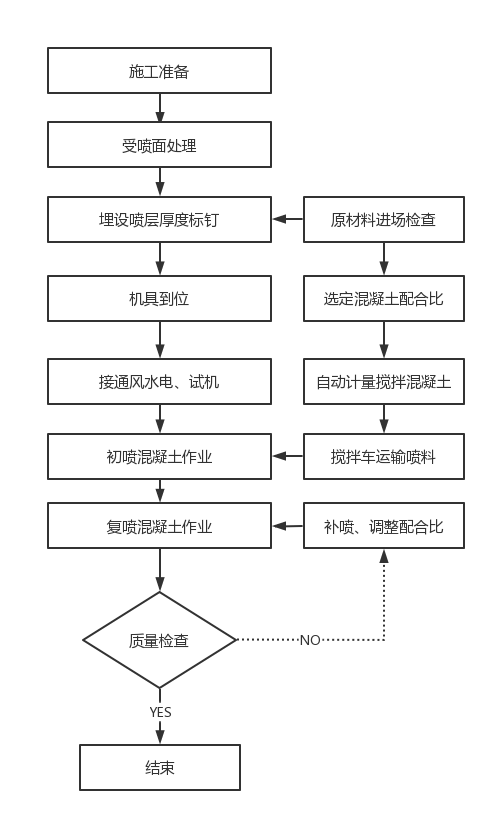 施工准备
受喷面处理
埋设喷层厚度标钉
原材料进场检查
机具到位
选定混凝土配合比
接通风水电、试机
自动计量搅拌混凝土
初喷混凝土作业
搅拌车运输喷料
复喷混凝土作业
补喷、调整配合比
质量检查
NO
YES
结束